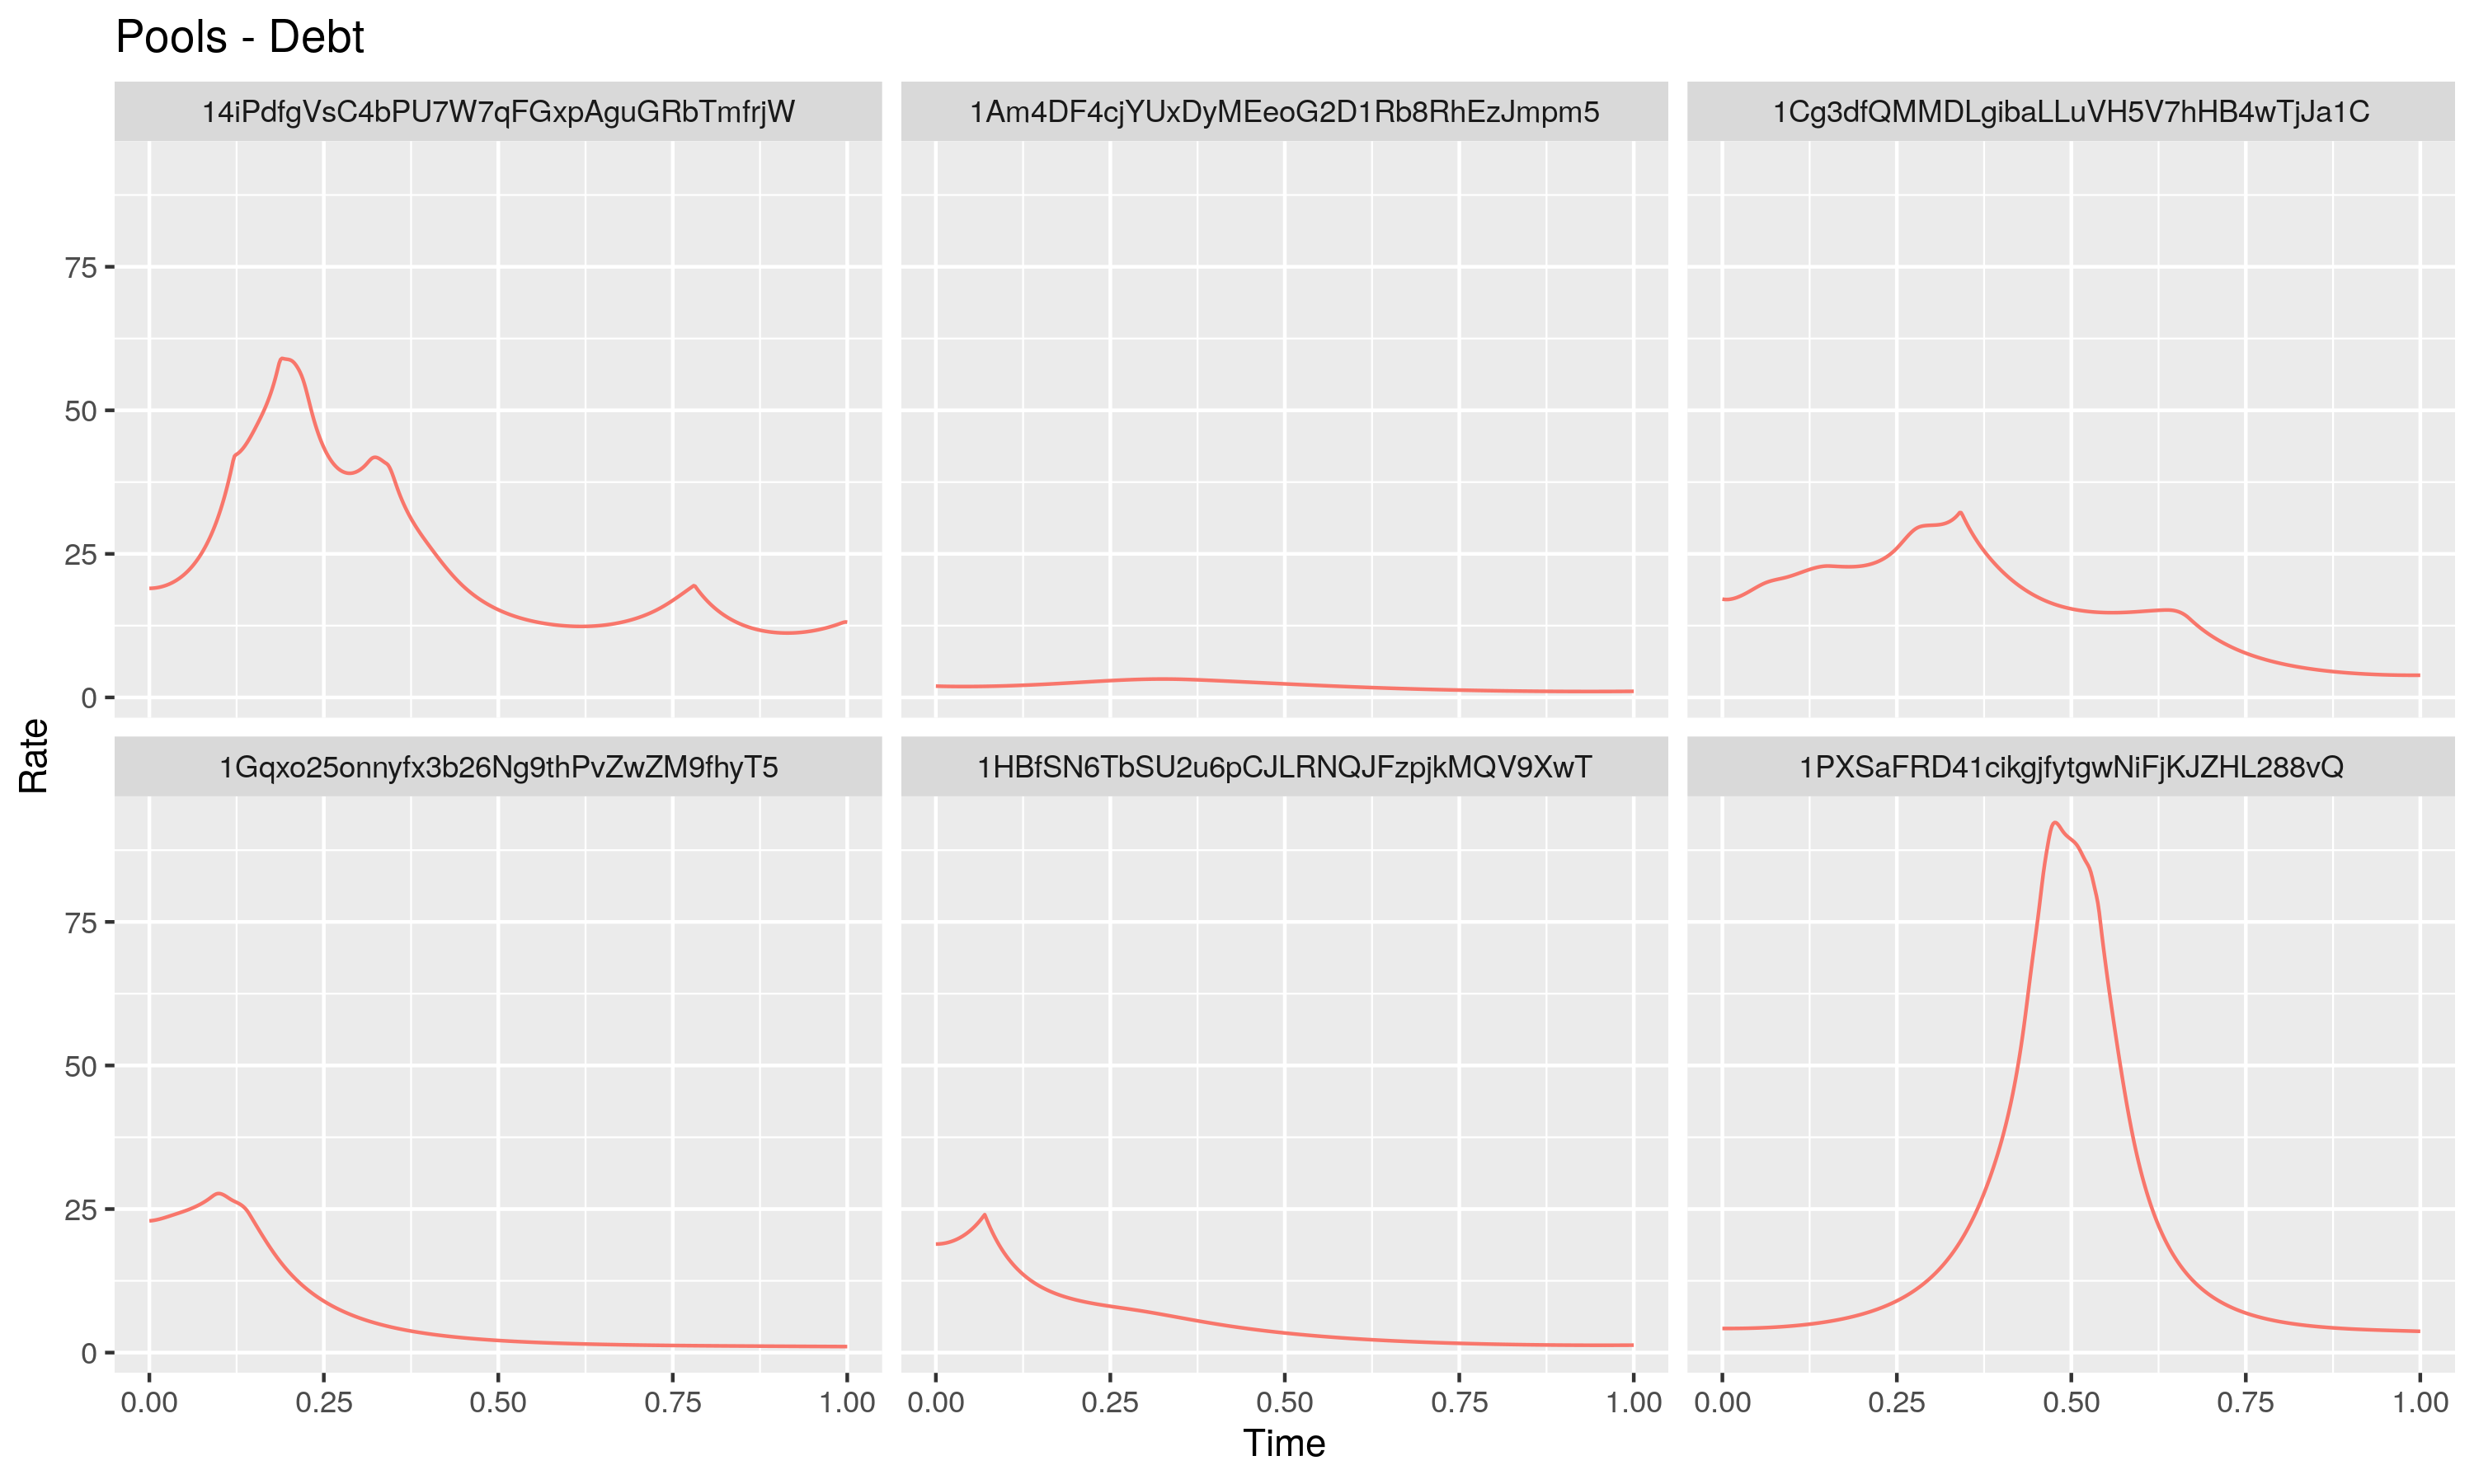 Pools - Debt
14iPdfgVsC4bPU7W7qFGxpAguGRbTmfrjW
1Am4DF4cjYUxDyMEeoG2D1Rb8RhEzJmpm5
1Cg3dfQMMDLgibaLLuVH5V7hHB4wTjJa1C
75
50
25
0
Rate
1Gqxo25onnyfx3b26Ng9thPvZwZM9fhyT5
1HBfSN6TbSU2u6pCJLRNQJFzpjkMQV9XwT
1PXSaFRD41cikgjfytgwNiFjKJZHL288vQ
75
50
25
0
0.00 0.25 0.50 0.75 1.00
0.00 0.25 0.50 0.75 1.00
0.00 0.25 0.50 0.75 1.00
Time